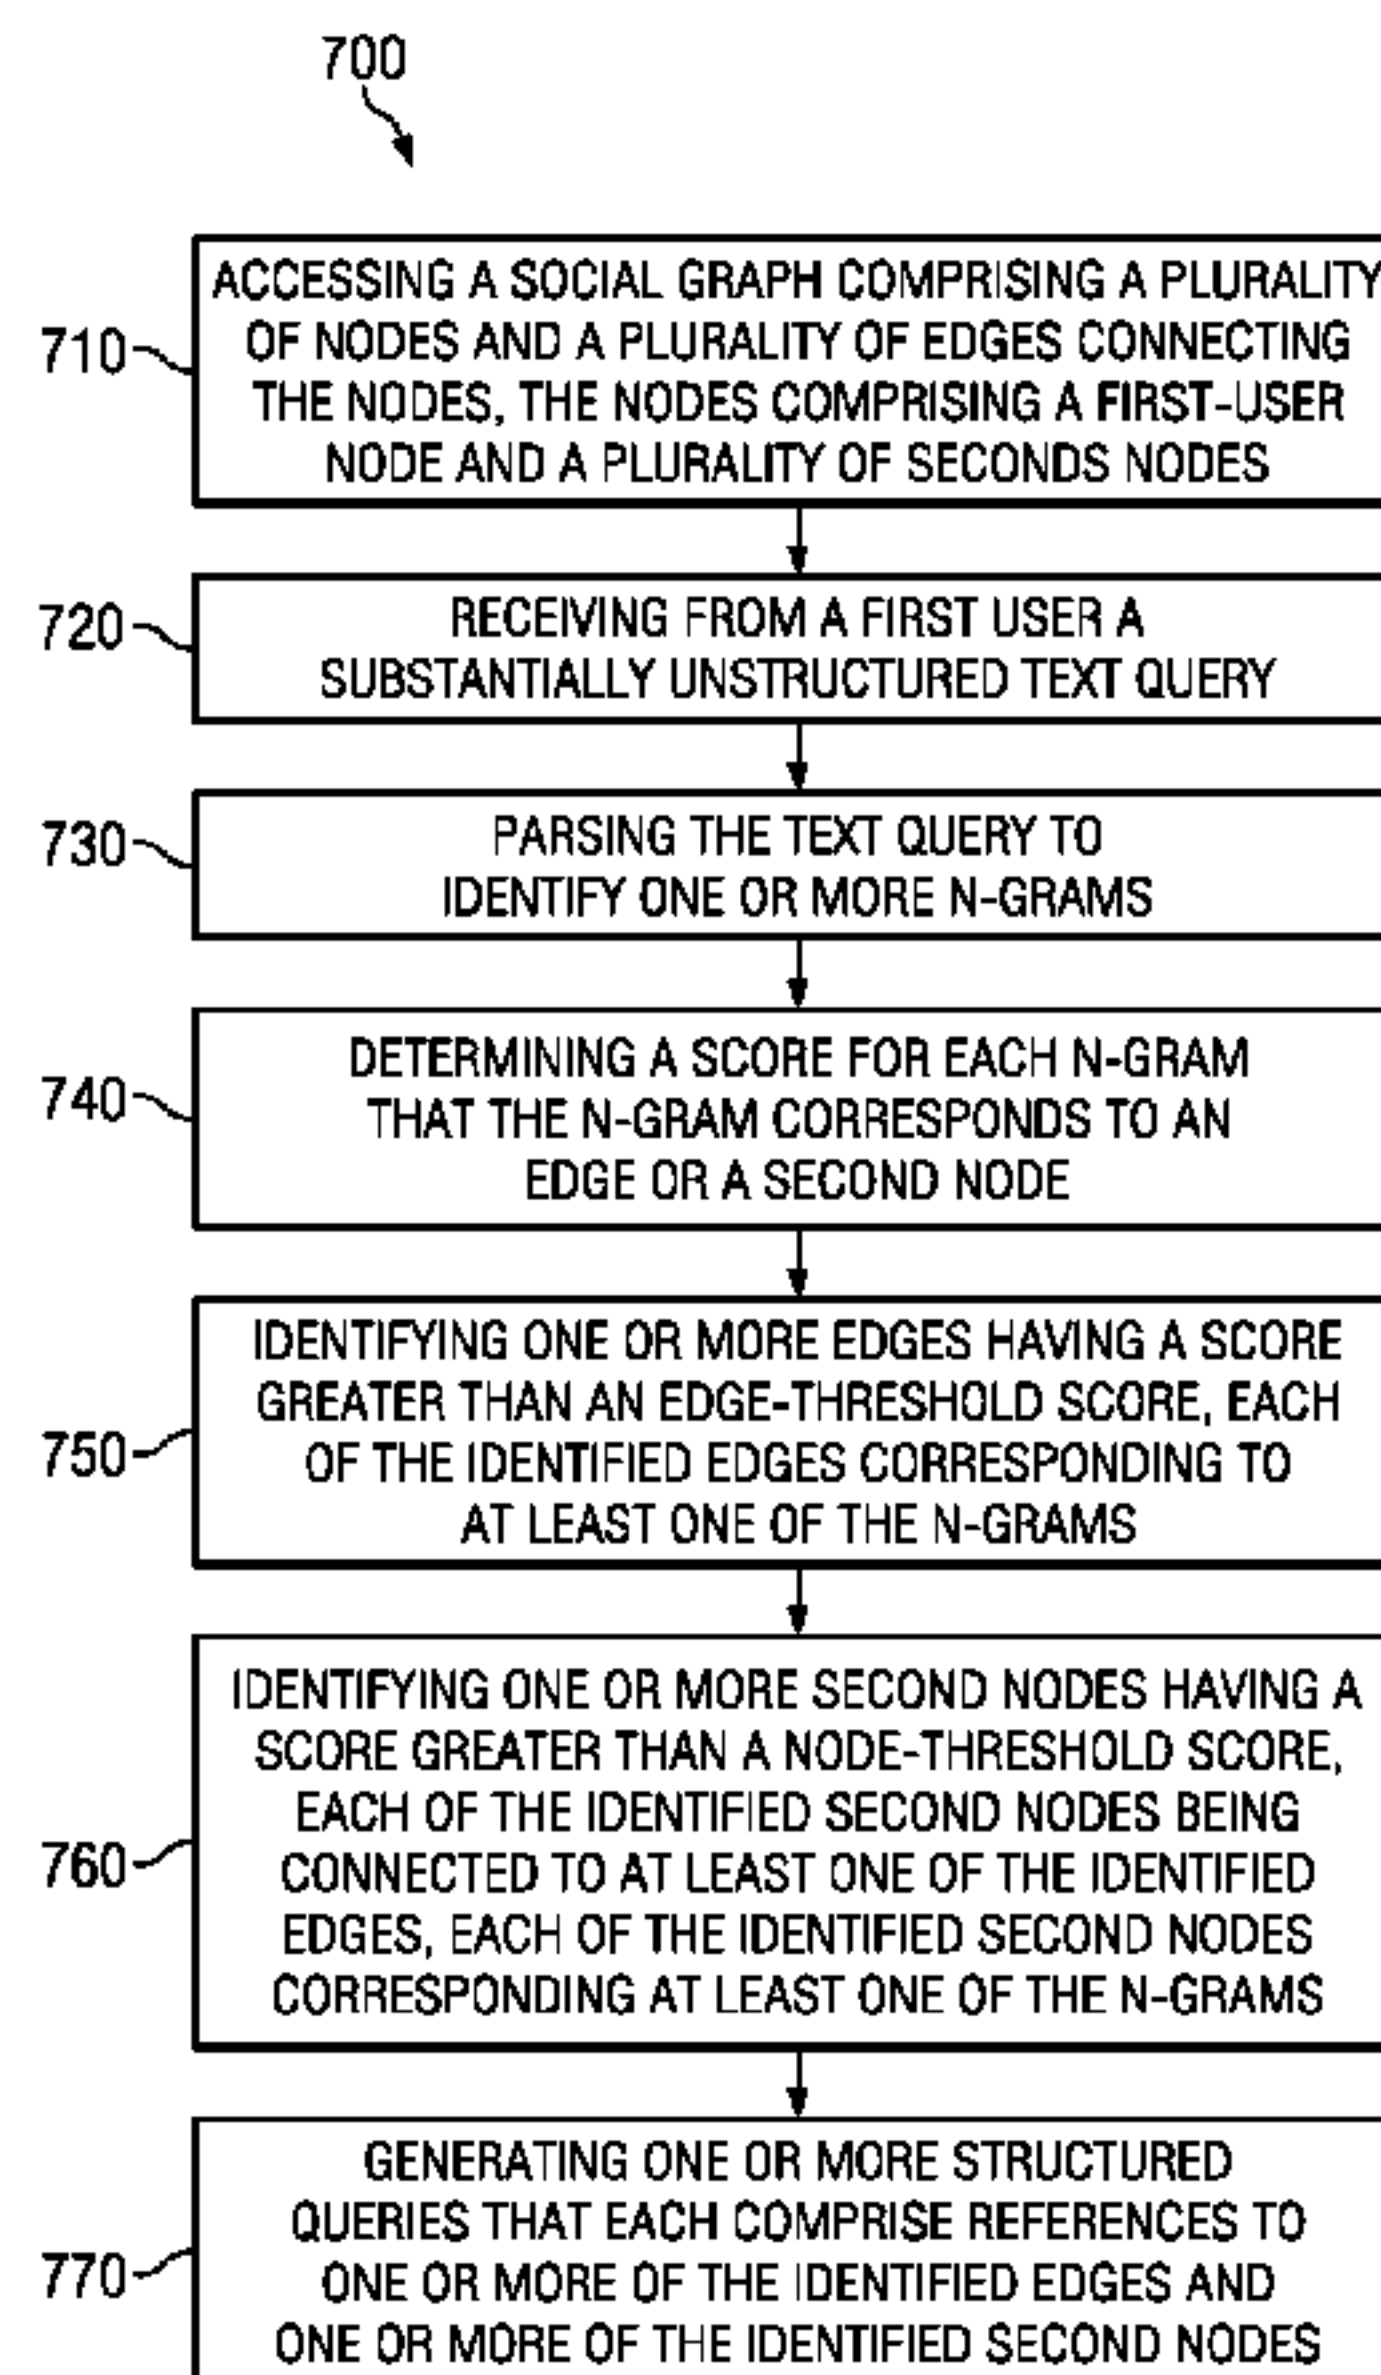 700
710
ACCESSING A SOCIAL GRAPH COMPRISING A PLURALITY
OF NODES AND A PLURALITY OF EDGES CONNECTING
THE NODES, THE NODES COMPRISING A FIRST-USER
NODE AND A PLURALITY OF SECONDS NODES
720
RECEIVING FROM A FIRST USER A
SUBSTANTIALLY UNSTRUCTURED TEXT QUERY
730
PARSING THE TEXT QUERY TO
IDENTIFY ONE OR MORE N-GRAMS
740
DETERMINING A SCORE FOR EACH N-GRAM
THAT THE N-GRAM CORRESPONDS TO AN
EDGE OR A SECOND NODE
750
IDENTIFYING ONE OR MORE EDGES HAVING A SCORE
GREATER THAN AN EDGE-THRESHOLD SCORE, EACH
OF THE IDENTIFIED EDGES CORRESPONDING TO
AT LEAST ONE OF THE N-GRAMS
760
IDENTIFYING ONE OR MORE SECOND NODES HAVING A
SCORE GREATER THAN A NODE-THRESHOLD SCORE,
EACH OF THE IDENTIFIED SECOND NODES BEING
CONNECTED TO AT LEAST ONE OF THE IDENTIFIED
EDGES, EACH OF THE IDENTIFIED SECOND NODES
CORRESPONDING AT LEAST ONE OF THE N-GRAMS
770
GENERATING ONE OR MORE STRUCTURED
QUERIES THAT EACH COMPRISE REFERENCES TO
ONE OR MORE OF THE IDENTIFIED EDGES AND
ONE OR MORE OF THE IDENTIFIED SECOND NODES